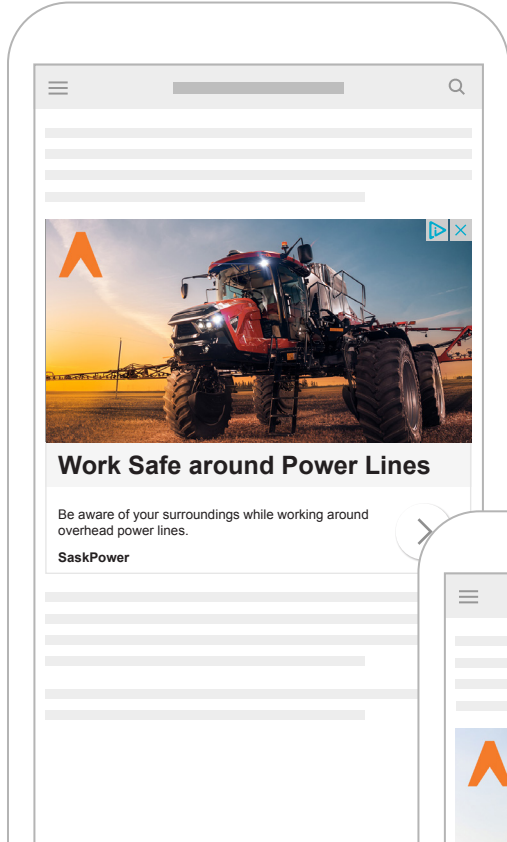 Work Safe around Power Lines
Be aware of your surroundings while working around
overhead power lines.
SaskPower